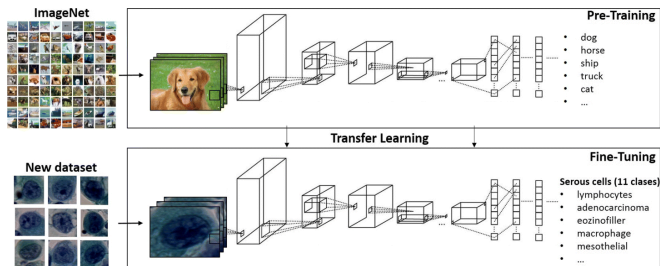 ImageNet
Pre-Training
• dog
• horse
• ship
• truck
• cat
• ...
Transfer Learning
New dataset
Fine-Tuning
Serous cells (11 clases)
• lymphocytes
• adenocarcinoma
• eozinofiller
• macrophage
• mesothelial
• ...